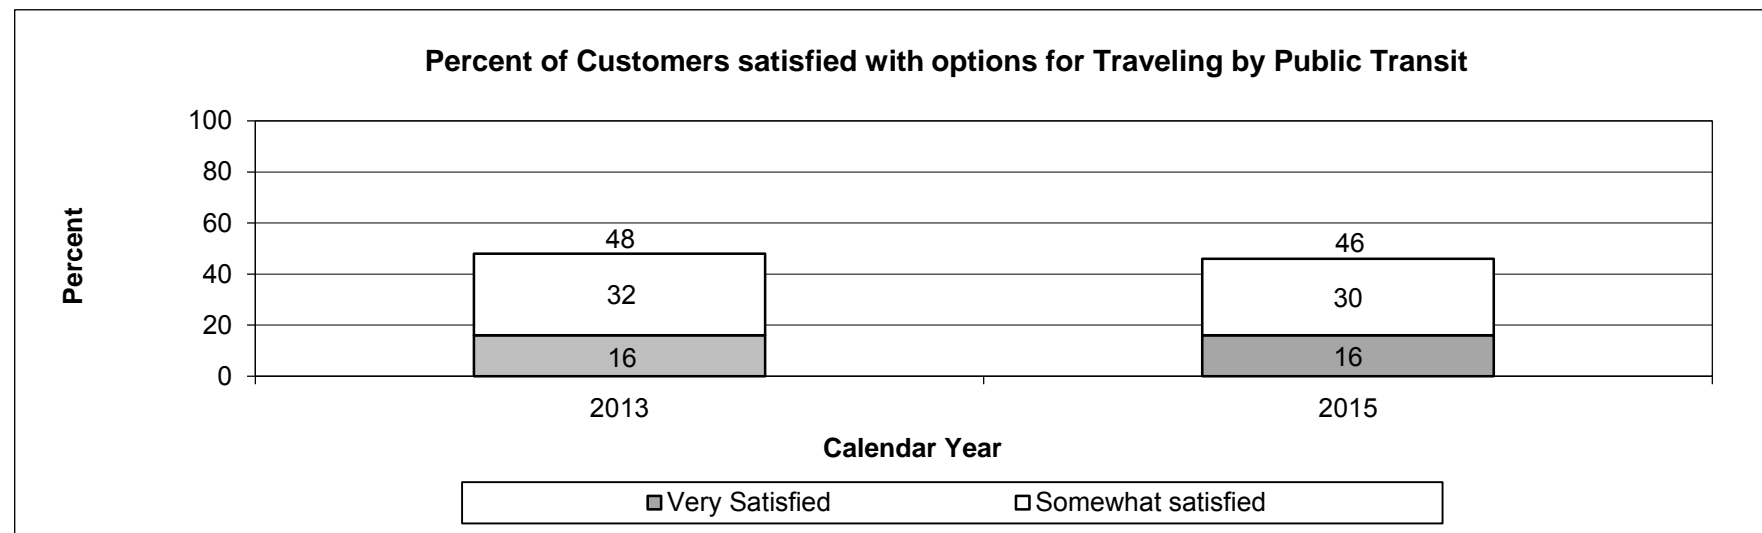 Percent of Customers satisfied with options for Traveling by Public Transit
100
80
60
40
20
0
Percent
48
32
16
46
30
16
2013
2015
Calendar Year
Very Satisfied
Somewhat satisfied